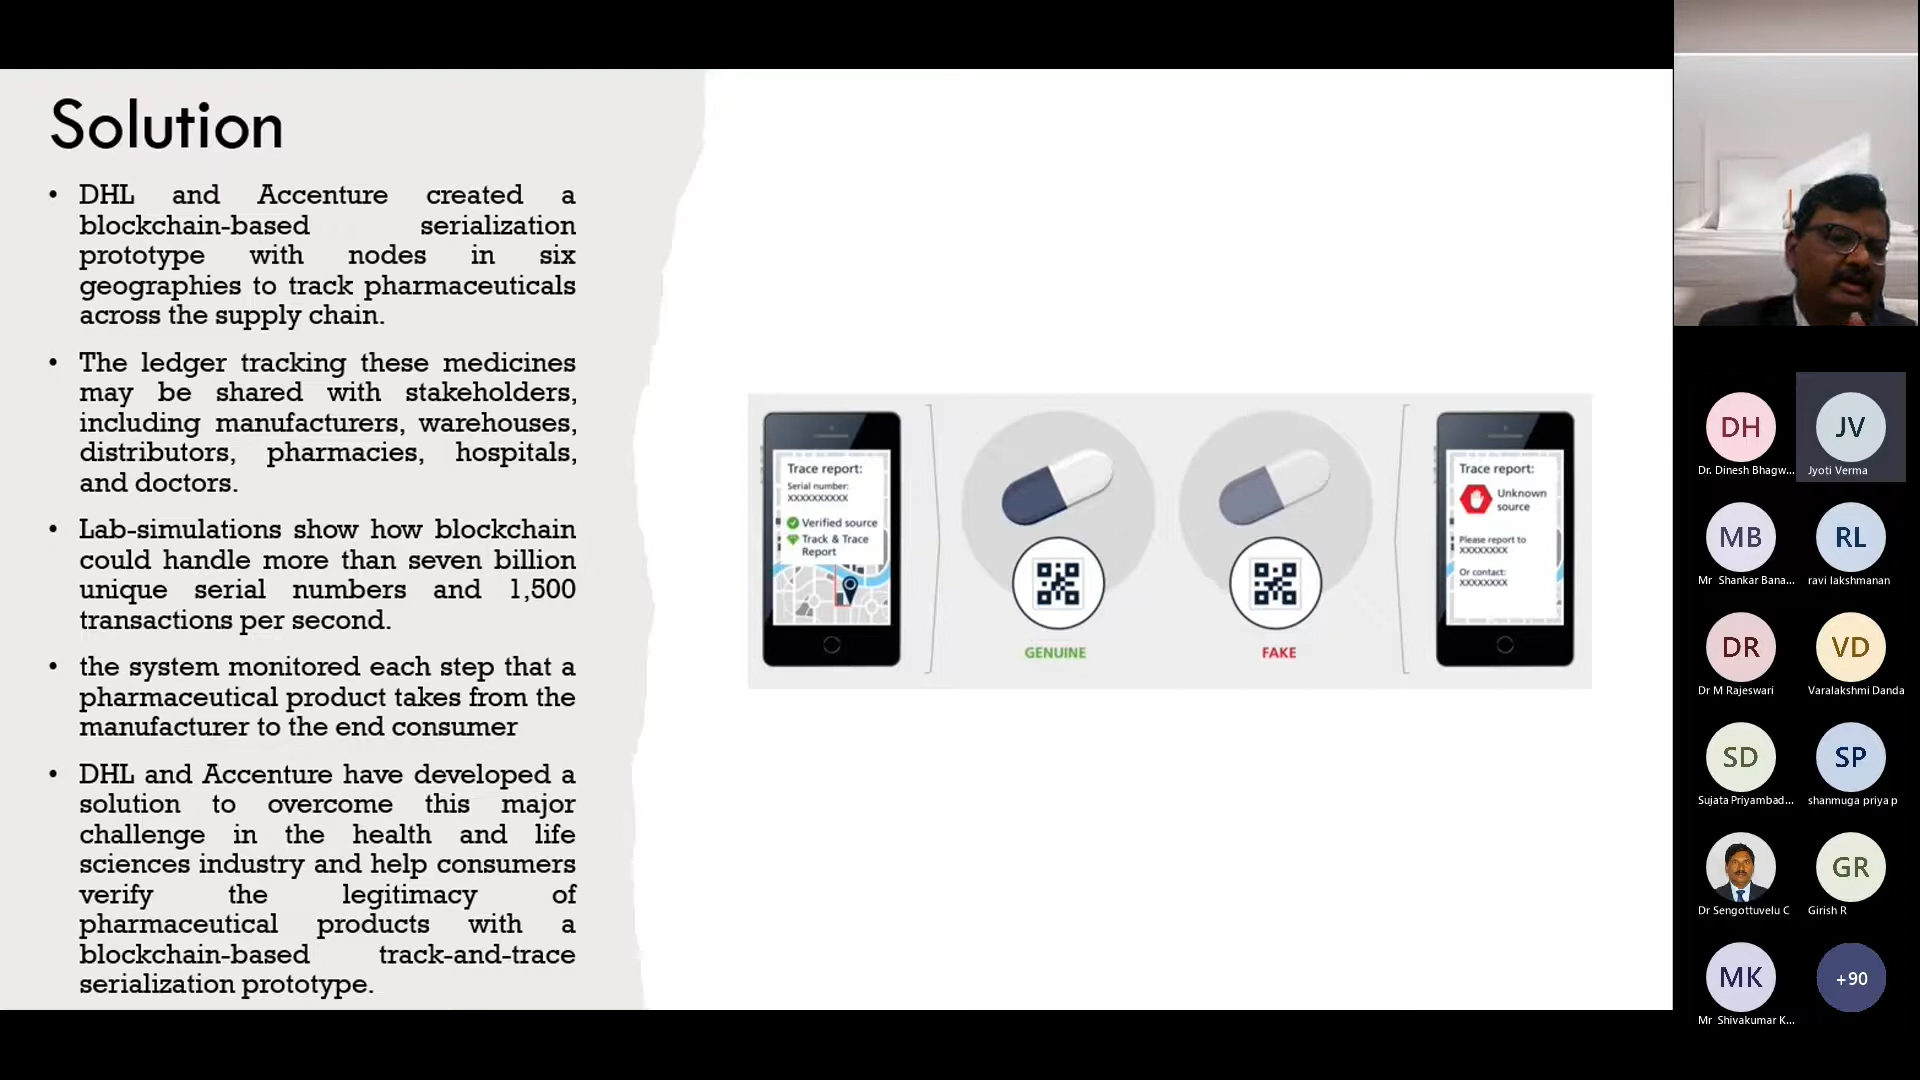 Solution
• DHL and Accenture created a
blockchain-based serialization
prototype with nodes in six
geographies to track pharmaceuticals
across the supply chain.
• The ledger tracking these medicines
may be shared with stakeholders,
including manufacturers, warehouses,
distributors, pharmacies, hospitals,
and doctors.
• Lab-simulations show how blockchain
could handle more than seven billion
unique serial numbers and 1,500
transactions per second.
• the system monitored each step that a
pharmaceutical product takes from the
manufacturer to the end consumer
• DHL and Accenture have developed a
solution to overcome this major
challenge in the health and life
sciences industry and help consumers
verify the legitimacy of
pharmaceutical products with a
blockchain-based track-and-trace
serialization prototype.
Trace report:
Serial number:
XXXXXXXXXX
Verified source
Track & Trace
Report
GENUINE
FAKE
Trace report:
Unknown
source
Please report to
XXXXXXXX
Or contact:
XXXXXXXX
DH
Dr. Dinesh Bhagw...
JV
Jyoti Verma
MB
Mr Shankar Bana...
RL
ravi lakshmanan
DR
Dr M Rajeswari
VD
Varalakshmi Danda
SD
Sujata Priyambad...
SP
shanmuga priya p
Dr Sengottuvelu C
GR
Girish R
MK
Mr Shivakumar K...
+90